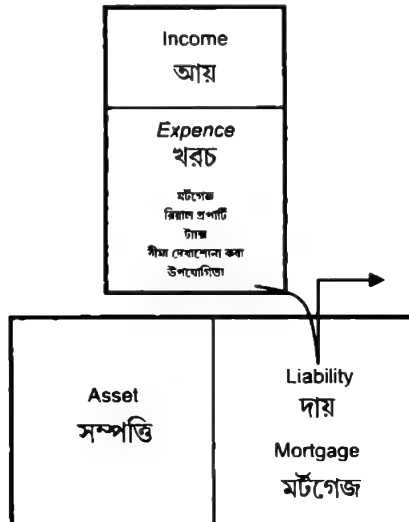 Income
আয়
Expence
খরচ
মর্টগেজ
রিয়াল প্রপার্টি
ট্যাক্স
বীমা দেখাশোনা করা
উপযোগিতা
Asset
সম্পত্তি
Liability
দায়
Mortgage
মর্টগেজ